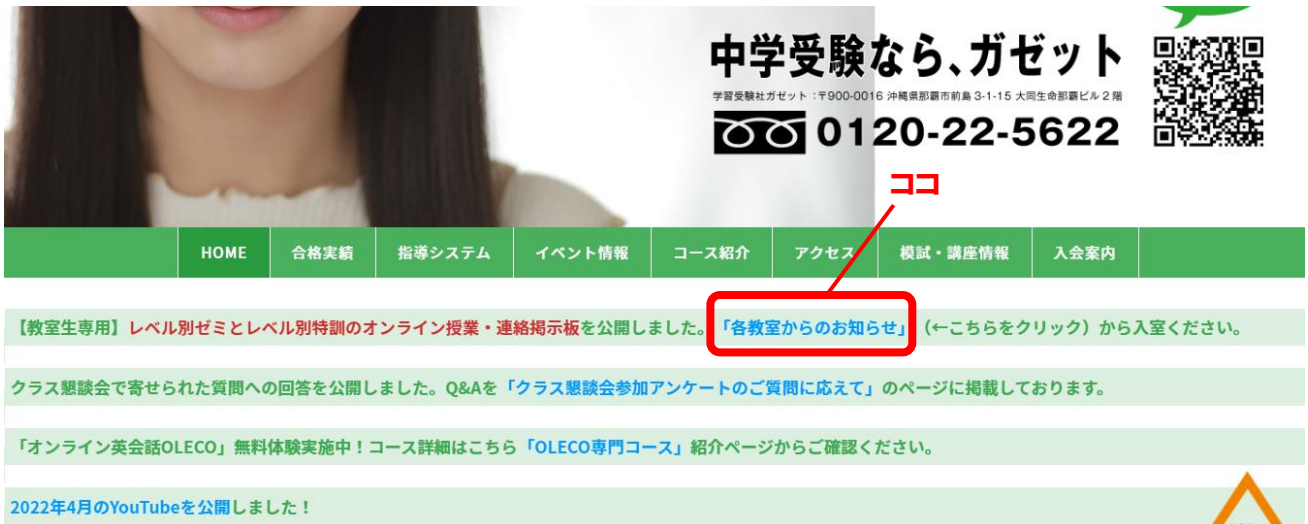 中学受験なら、ガゼット
学習受験社ガゼット：〒900-0016 沖縄県那覇市前島 3-1-15 大同生命那覇ビル２階
0120-22-5622
ココ
HOME 合格実績 指導システム イベント情報 コース紹介 アクセス 模試・講座情報 入会案内
【教室生専用】レベル別ゼミとレベル別特訓のオンライン授業・連絡掲示板を公開しました。「各教室からのお知らせ」（←こちらをクリック）から入室ください。
クラス懇談会で寄せられた質問への回答を公開しました。Q&Aを「クラス懇談会参加アンケートのご質問に応えて」のページに掲載しております。
「オンライン英会話OLECO」無料体験実施中！コース詳細はこちら「OLECO専門コース」紹介ページからご確認ください。
2022年4月のYouTubeを公開しました！